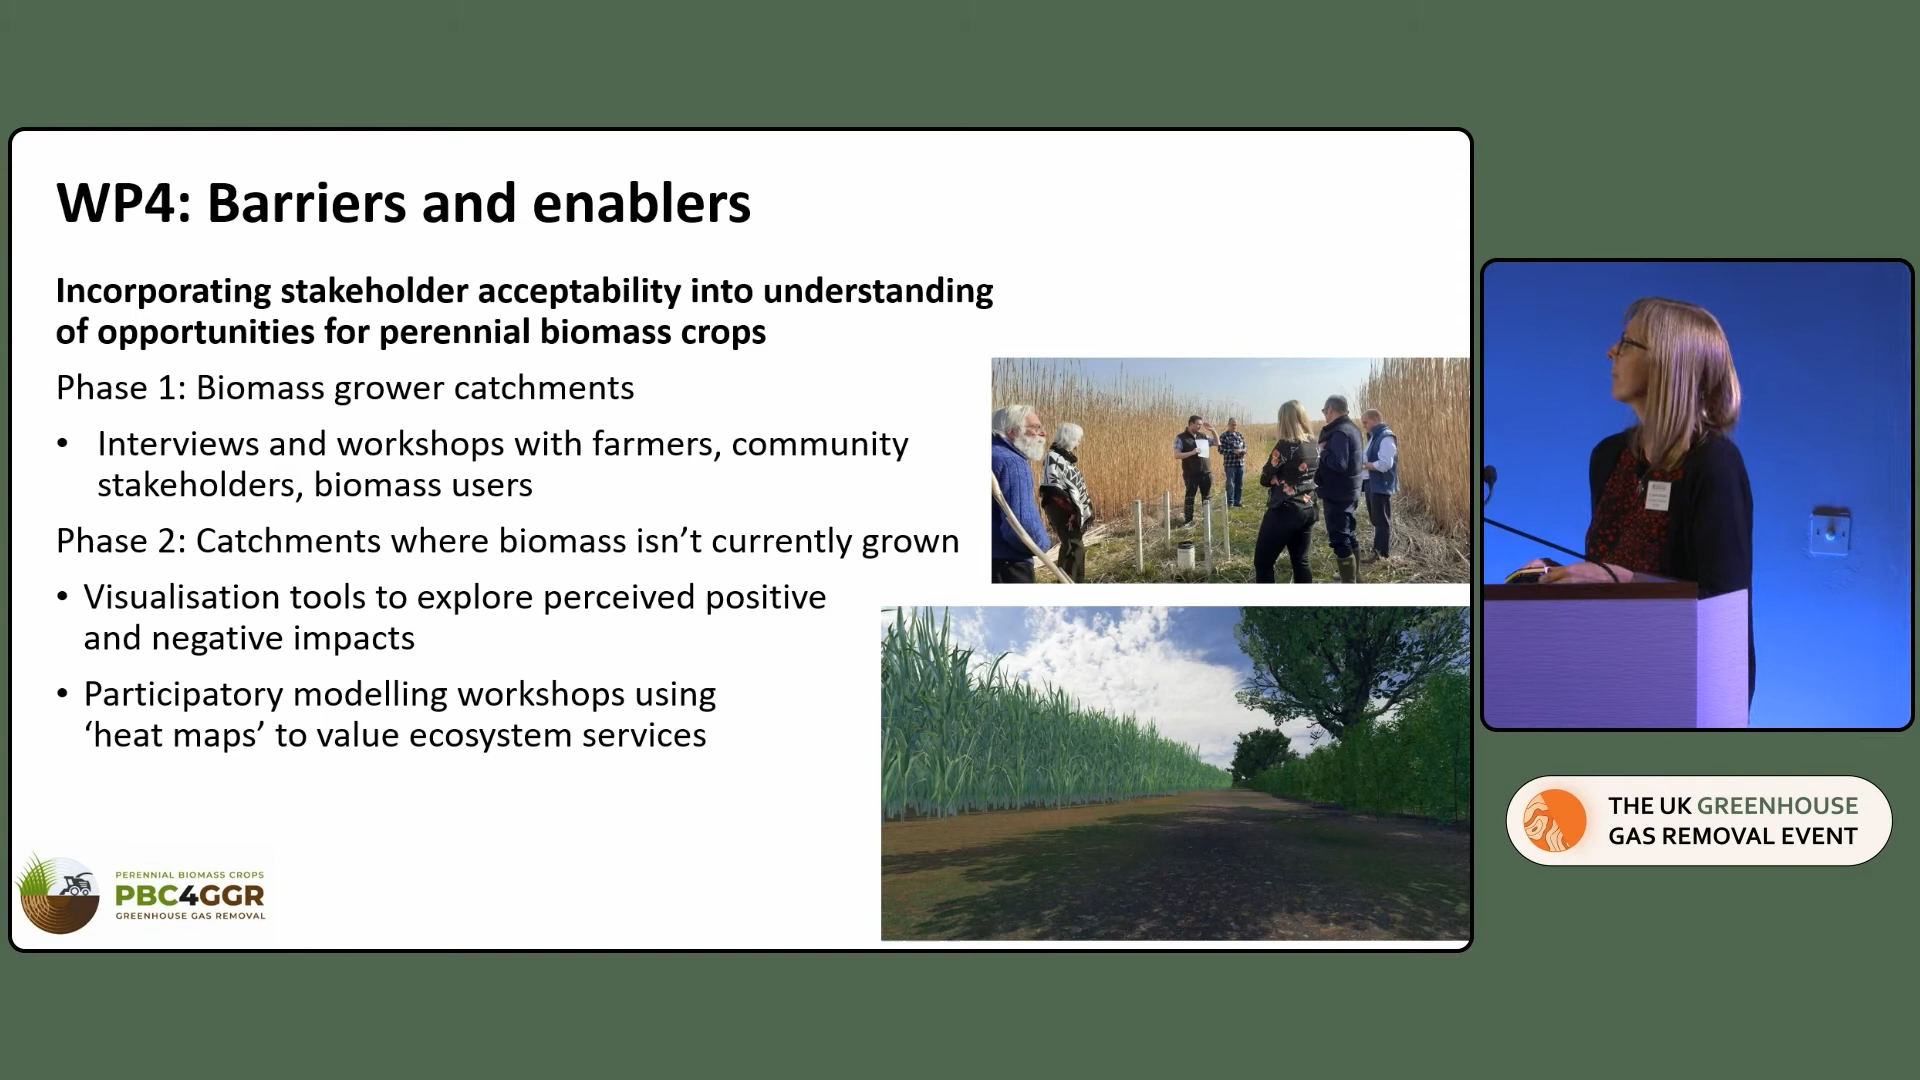 WP4: Barriers and enablers
Incorporating stakeholder acceptability into understanding
of opportunities for perennial biomass crops
Phase 1: Biomass grower catchments
• Interviews and workshops with farmers, community
stakeholders, biomass users
Phase 2: Catchments where biomass isn’t currently grown
• Visualisation tools to explore perceived positive
and negative impacts
• Participatory modelling workshops using
‘heat maps’ to value ecosystem services
PERENNIAL BIOMASS CROPS
PBC4GGR
GREENHOUSE GAS REMOVAL
THE UK GREENHOUSE
GAS REMOVAL EVENT